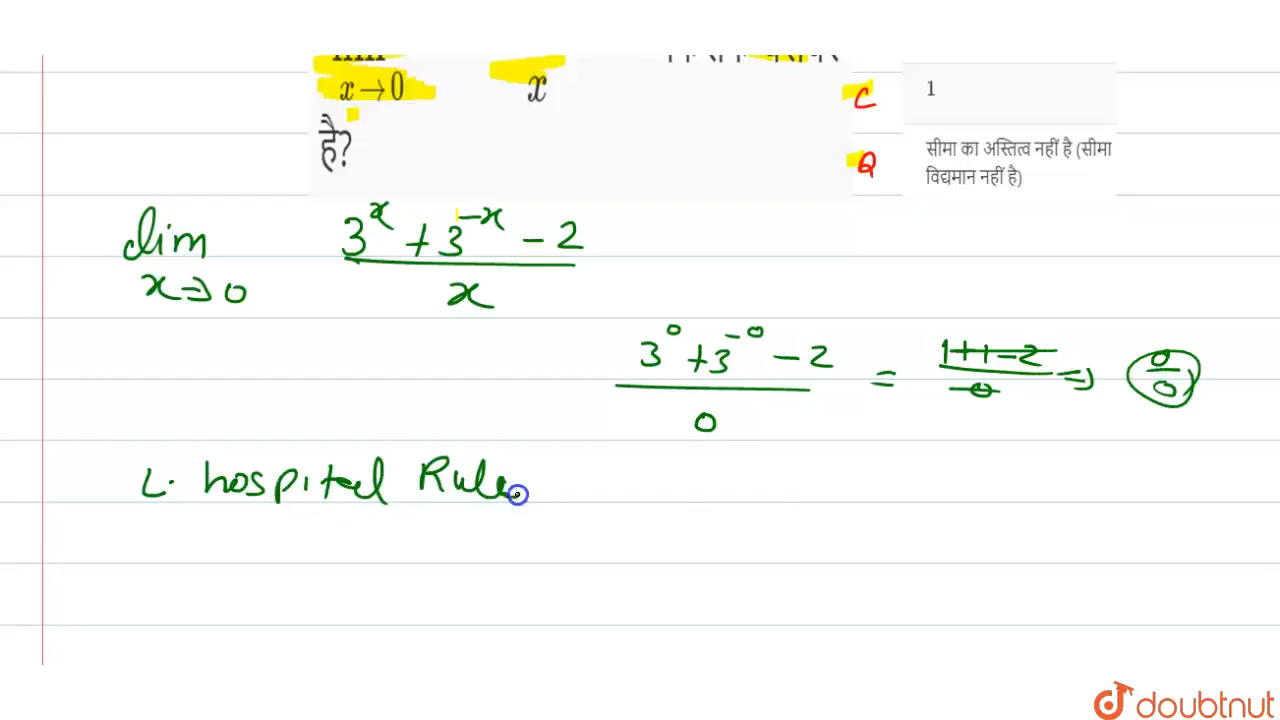 x→0
x
C
1
है?
Q
सीमा का अस्तित्व नहीं है (सीमा
विद्यमान नहीं है)
lim 3^x + 3^-x - 2
x→0 x
3^0 + 3^-0 - 2 = 1+1-2 ⇒ 0
0 0 0
L. hospital Rule
doubtnut